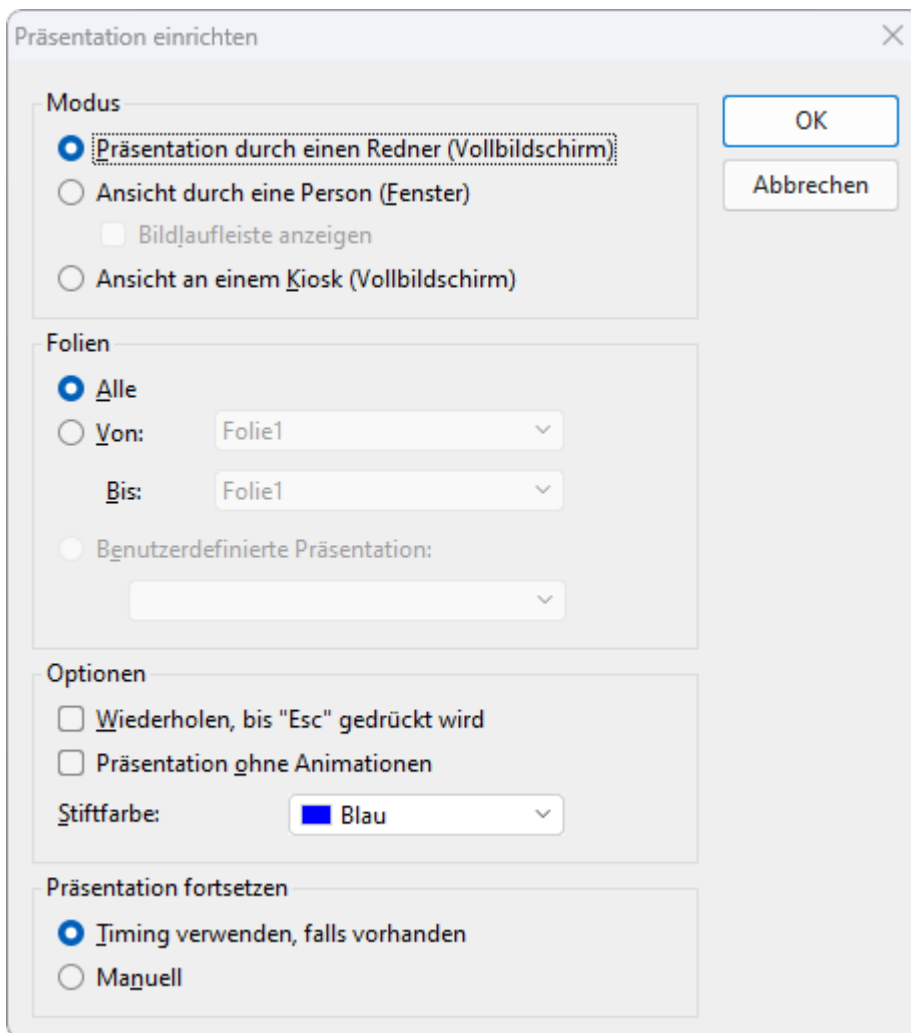 Präsentation einrichten
Modus
Präsentation durch einen Redner (Vollbildschirm)
Ansicht durch eine Person (Fenster)
Bildlaufleiste anzeigen
Ansicht an einem Kiosk (Vollbildschirm)
OK
Abbrechen
Folien
Alle
Von: Folie1
Bis: Folie1
Benutzerdefinierte Präsentation:
Optionen
Wiederholen, bis "Esc" gedrückt wird
Präsentation ohne Animationen
Stiftfarbe: Blau
Präsentation fortsetzen
Timing verwenden, falls vorhanden
Manuell